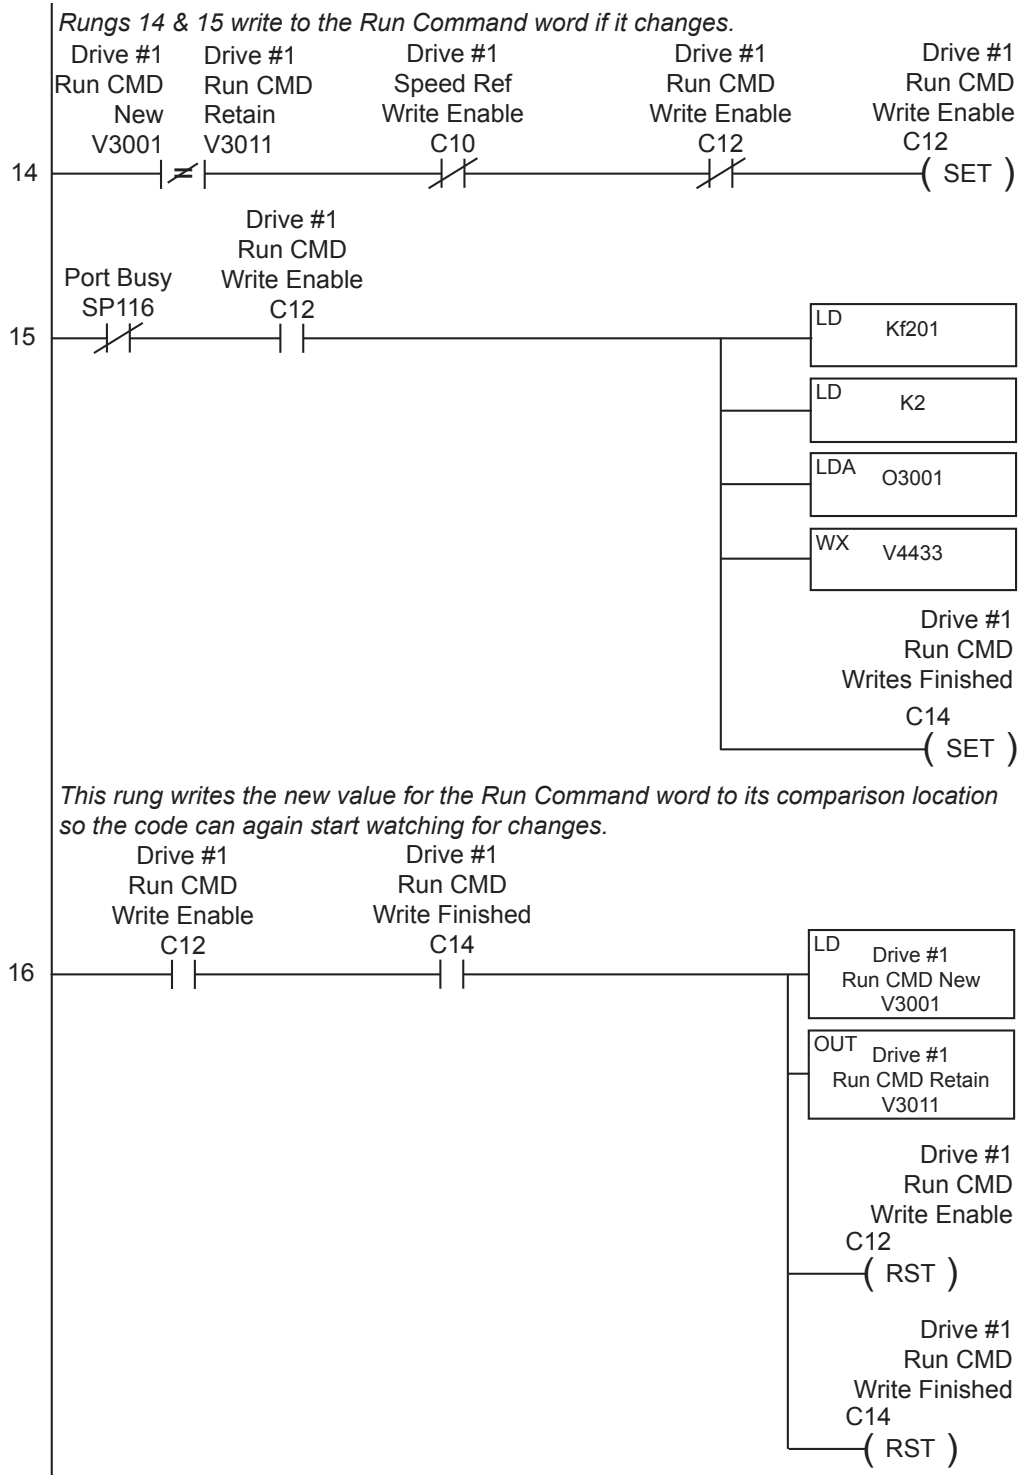 Rungs 14 & 15 write to the Run Command word if it changes.
Drive #1
Run CMD
New
V3001
Drive #1
Run CMD
Retain
V3011
Drive #1
Speed Ref
Write Enable
C10
Drive #1
Run CMD
Write Enable
C12
Drive #1
Run CMD
Write Enable
C12
14
=
( SET )
Port Busy
SP116
Drive #1
Run CMD
Write Enable
C12
15
LD Kf201
LD K2
LDA O3001
WX V4433
Drive #1
Run CMD
Writes Finished
C14
( SET )
This rung writes the new value for the Run Command word to its comparison location
so the code can again start watching for changes.
Drive #1
Run CMD
Write Enable
C12
Drive #1
Run CMD
Write Finished
C14
16
LD Drive #1
Run CMD New
V3001
OUT Drive #1
Run CMD Retain
V3011
Drive #1
Run CMD
Write Enable
C12
( RST )
Drive #1
Run CMD
Write Finished
C14
( RST )